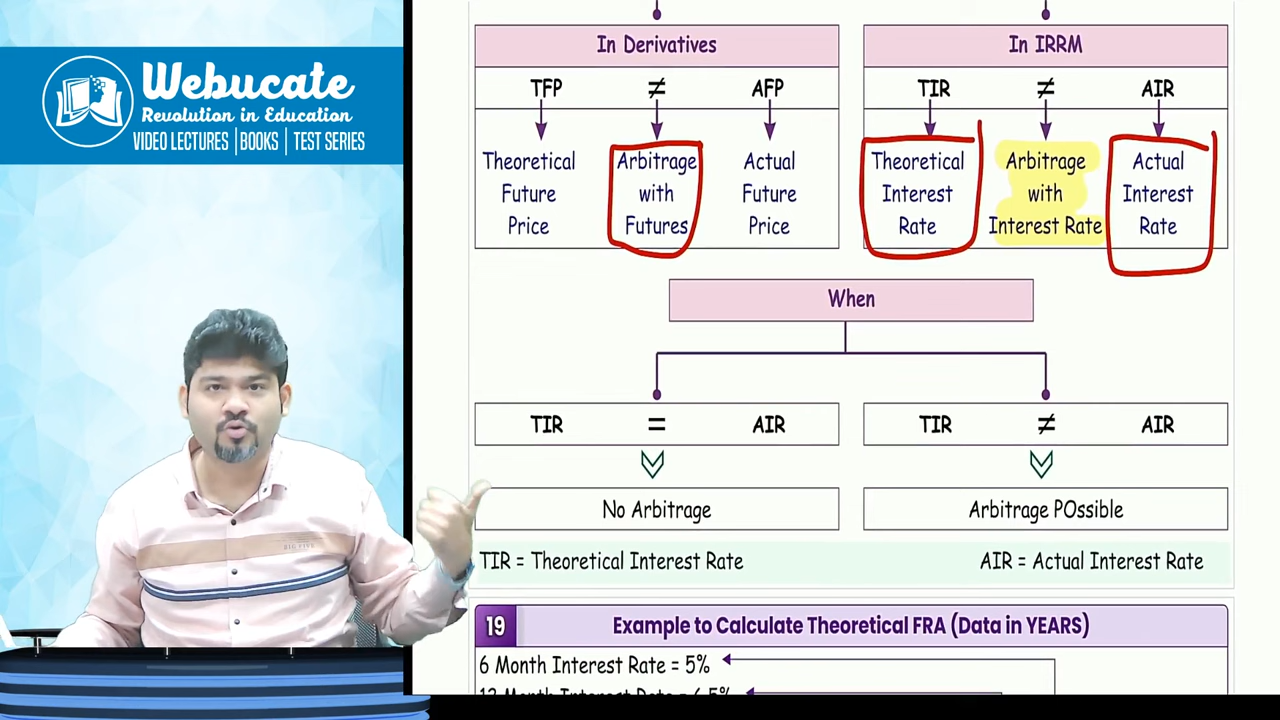 Webucate
Revolution in Education
VIDEO LECTURES | BOOKS | TEST SERIES
In Derivatives
TFP ≠ AFP
Theoretical Future Price
Arbitrage with Futures
Actual Future Price
In IRRM
TIR ≠ AIR
Theoretical Interest Rate
Arbitrage with Interest Rate
Actual Interest Rate
When
TIR = AIR
No Arbitrage
TIR ≠ AIR
Arbitrage POssible
TIR = Theoretical Interest Rate
AIR = Actual Interest Rate
19 Example to Calculate Theoretical FRA (Data in YEARS)
6 Month Interest Rate = 5%
BIG FIVE